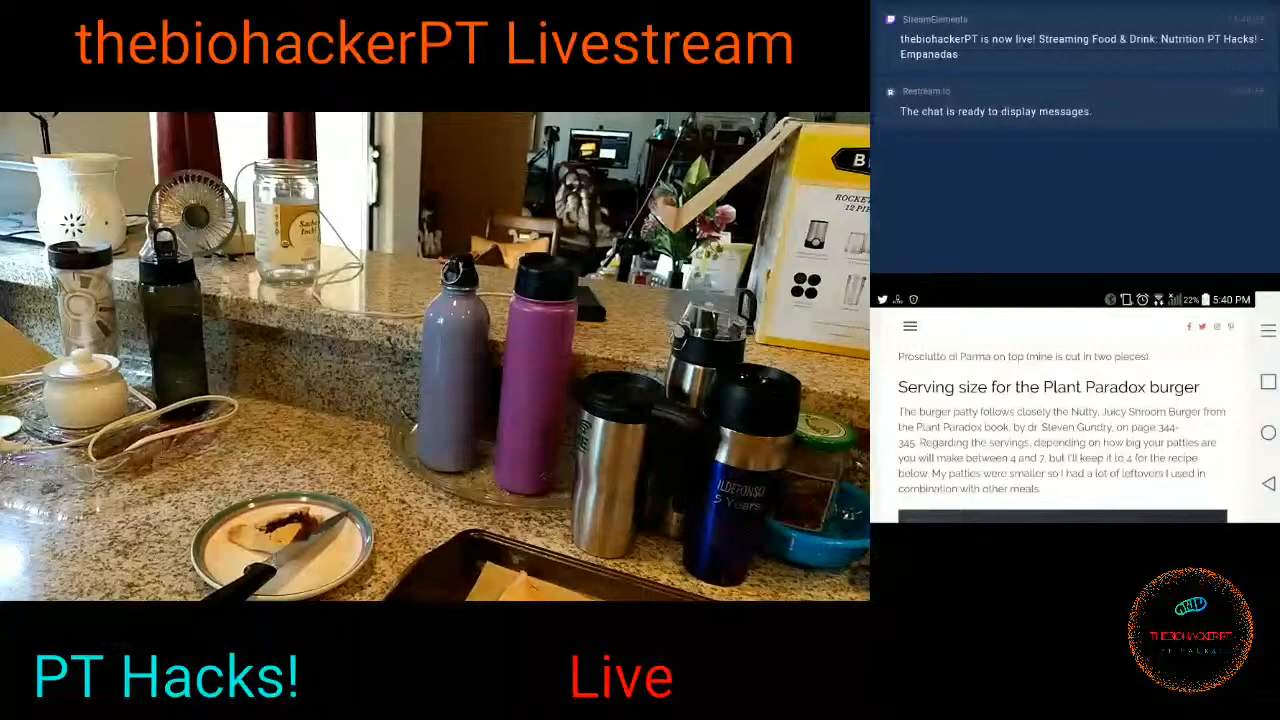 thebiohackerPT Livestream
StreamElements
thebiohackerPT is now live! Streaming Food & Drink: Nutrition PT Hacks! -
Empanadas
Restream.io
The chat is ready to display messages.
22% 5:40 PM
Prosciutto di Parma on top (mine is cut in two pieces).
Serving size for the Plant Paradox burger
The burger patty follows closely the Nutty, Juicy Shroom Burger from
the Plant Paradox book, by dr. Steven Gundry, on page 344-
345. Regarding the servings, depending on how big your patties are
you will make between 4 and 7, but I'll keep it to 4 for the recipe
below. My patties were smaller so I had a lot of leftovers I used in
combination with other meals.
ROCKET
12 PI
ILDEFONSO
5 Years
PT Hacks!
Live
THEBIOHACKERPT
PT HACKS!